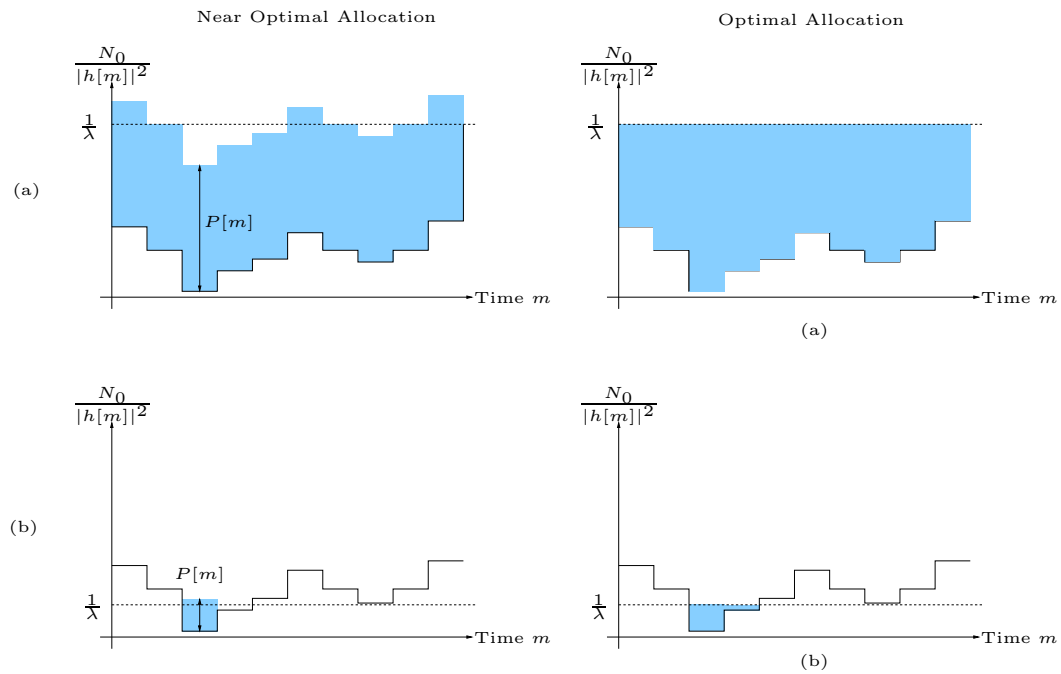 Near Optimal Allocation
Optimal Allocation
N₀
|h[m]|²
1
λ
(a)
P[m]
Time m
N₀
|h[m]|²
1
λ
Time m
(a)
N₀
|h[m]|²
(b)
P[m]
1
λ
Time m
N₀
|h[m]|²
1
λ
Time m
(b)